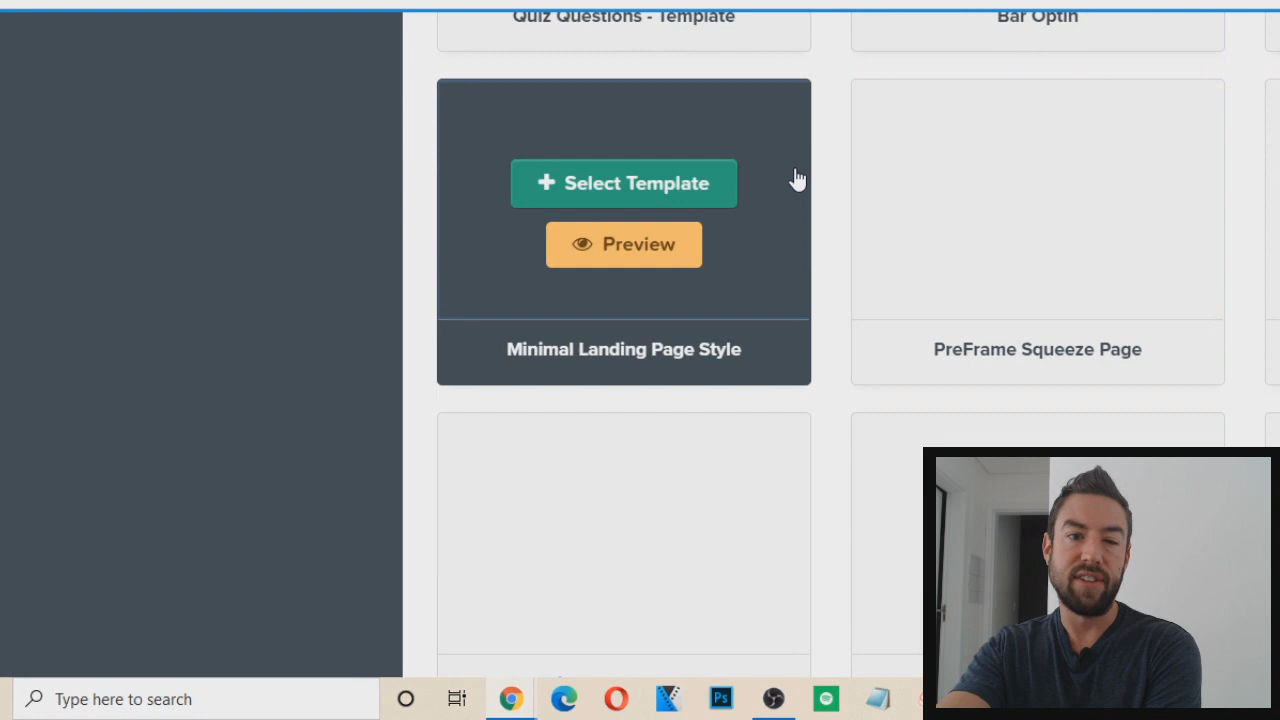 Quiz Questions - Template
Bar Optin
Select Template
Preview
Minimal Landing Page Style
PreFrame Squeeze Page
Type here to search
Ps